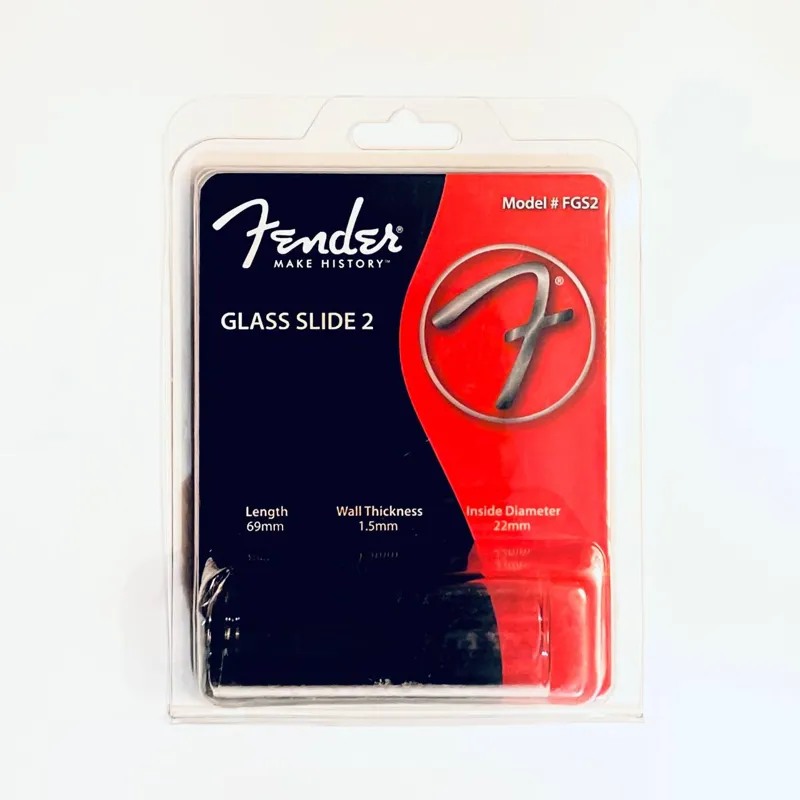 Model # FGS2
Fender®
MAKE HISTORY™
®
GLASS SLIDE 2
Length
69mm
Wall Thickness
1.5mm
Inside Diameter
22mm